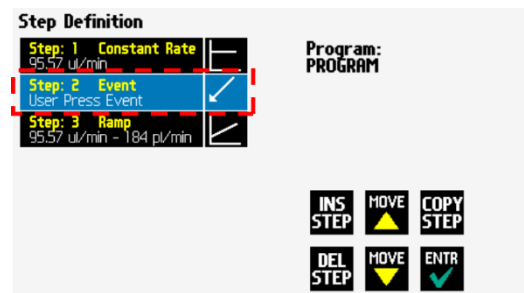 Step Definition
Step: 1 Constant Rate
95.57 ul/min
Step: 2 Event
User Press Event
Step: 3 Ramp
95.57 ul/min - 184 pl/min
Program:
PROGRAM
INS STEP
MOVE
COPY STEP
DEL STEP
MOVE
ENTR